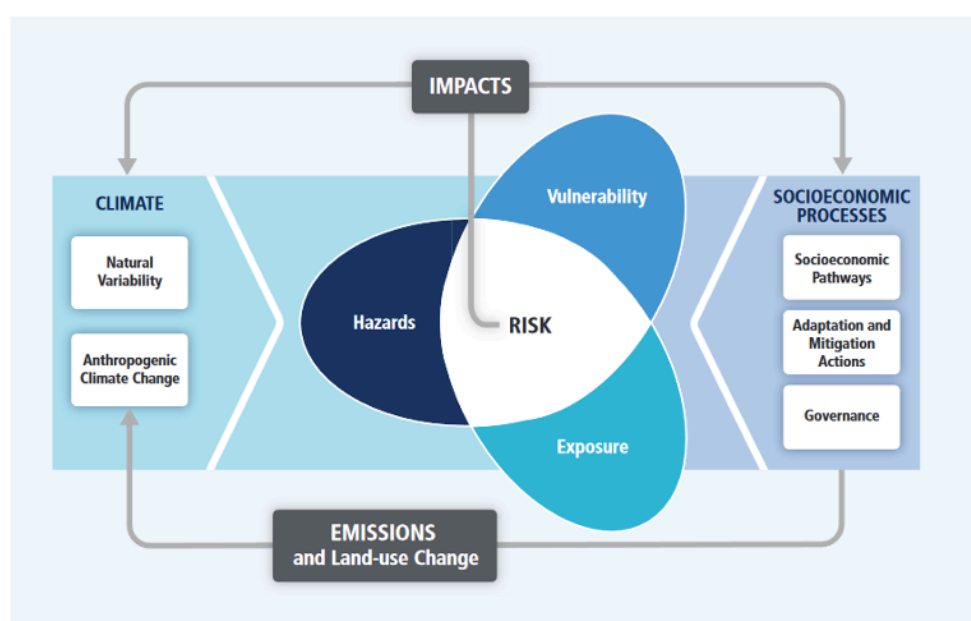 IMPACTS
CLIMATE
Natural
Variability
Anthropogenic
Climate Change
Vulnerability
Hazards
RISK
Exposure
SOCIOECONOMIC
PROCESSES
Socioeconomic
Pathways
Adaptation and
Mitigation
Actions
Governance
EMISSIONS
and Land-use Change